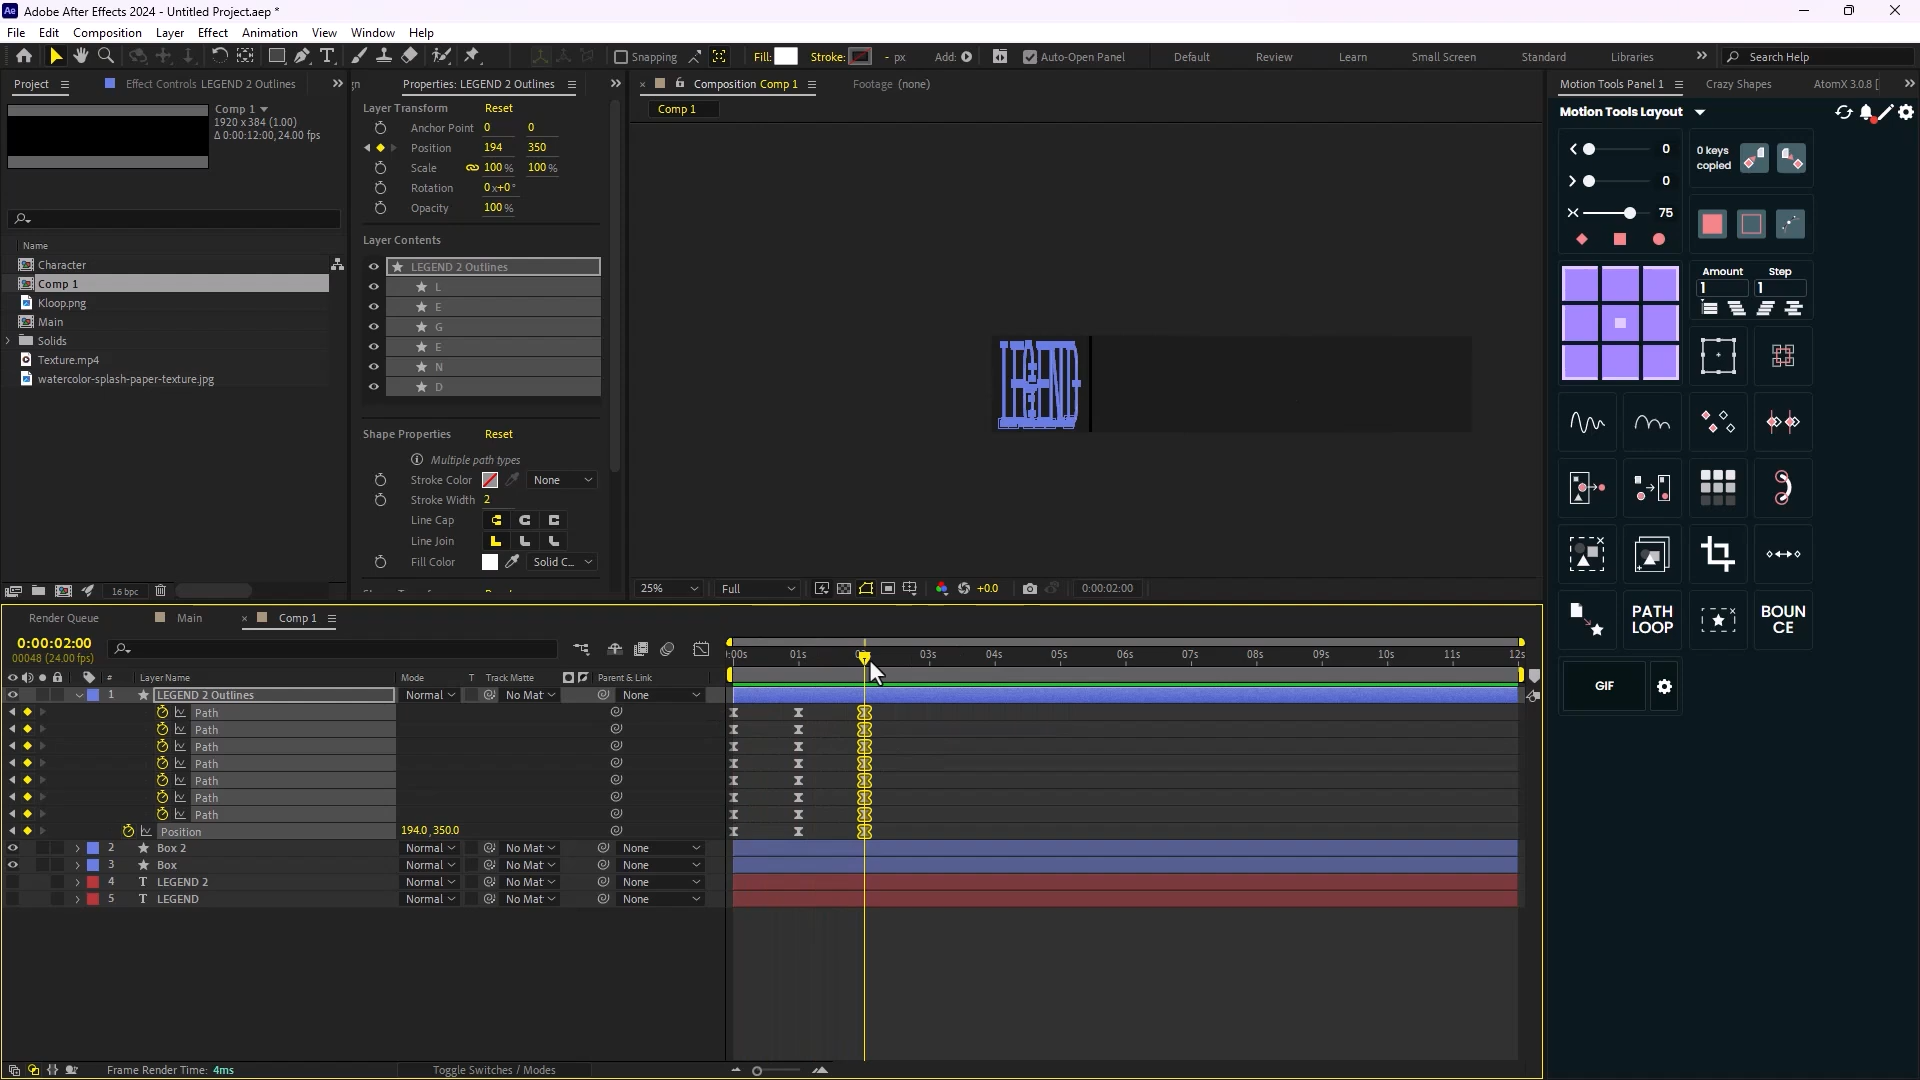 Ae Adobe After Effects 2024 - Untitled Project.aep *
File Edit Composition Layer Effect Animation View Window Help
Snapping Fill: Stroke: - px Add: Auto-Open Panel Default Review Learn Small Screen Standard Libraries Search Help
Project Effect Controls LEGEND 2 Outlines
Comp 1
1920 x 384 (1.00)
Δ 0:00:12:00, 24.00 fps
Name
Character
Comp 1
Kloop.png
Main
Solids
Texture.mp4
watercolor-splash-paper-texture.jpg
16 bpc
Properties: LEGEND 2 Outlines
Layer Transform Reset
Anchor Point 0 0
Position 194 350
Scale 100 % 100 %
Rotation 0 x+0 °
Opacity 100 %
Layer Contents
LEGEND 2 Outlines
L
E
G
E
N
D
Shape Properties Reset
Multiple path types
Stroke Color None
Stroke Width 2
Line Cap
Line Join
Fill Color Solid C...
Composition Comp 1 Footage (none)
Comp 1
25% Full +0.0 0:00:02:00
Motion Tools Panel 1 Crazy Shapes AtomX 3.0.8 [
Motion Tools Layout
0
0
75
0 keys
copied
Amount Step
1 1
PATH
LOOP
BOUN
CE
GIF
Render Queue Main Comp 1
0:00:02:00
00048 (24.00 fps)
:00s 01s 03s 04s 05s 06s 07s 08s 09s 10s 11s 12s
# Layer Name Mode T Track Matte Parent & Link
1 LEGEND 2 Outlines Normal No Mat None
Path
Path
Path
Path
Path
Path
Path
Position 194.0,350.0
2 Box 2 Normal No Mat None
3 Box Normal No Mat None
4 T LEGEND 2 Normal No Mat None
5 T LEGEND Normal No Mat None
Frame Render Time: 4ms Toggle Switches / Modes